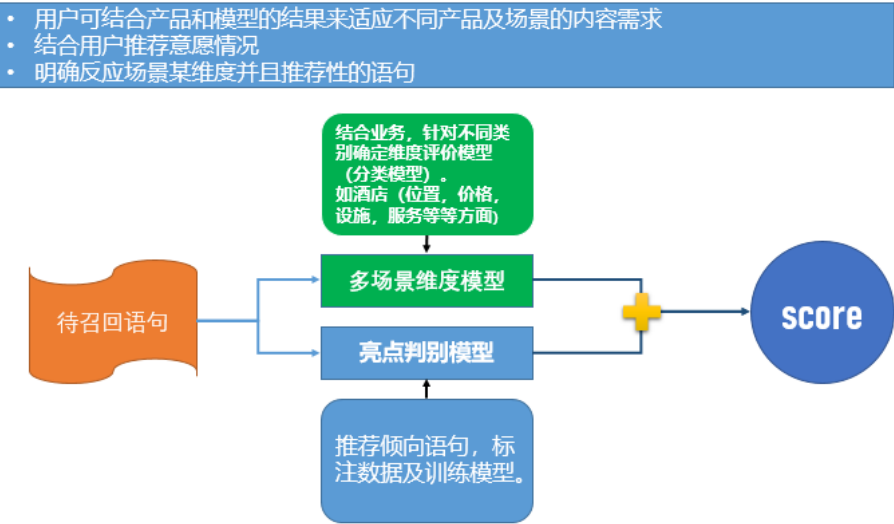 • 用户可结合产品和模型的结果来适应不同产品及场景的内容需求
• 结合用户推荐意愿情况
• 明确反应场景某维度并且推荐性的语句
结合业务，针对不同类
别确定维度评价模型
（分类模型）。
如酒店（位置，价格，
设施，服务等等方面)
多场景维度模型
待召回语句
score
亮点判别模型
推荐倾向语句，标
注数据及训练模型。